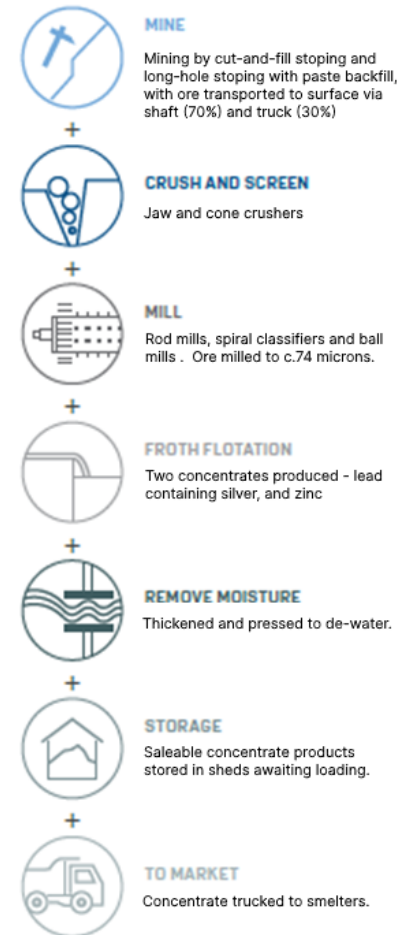 MINE
Mining by cut-and-fill stoping and
long-hole stoping with paste backfill,
with ore transported to surface via
shaft (70%) and truck (30%)
+
CRUSH AND SCREEN
Jaw and cone crushers
+
MILL
Rod mills, spiral classifiers and ball
mills . Ore milled to c.74 microns.
+
FROTH FLOTATION
Two concentrates produced - lead
containing silver, and zinc
+
REMOVE MOISTURE
Thickened and pressed to de-water.
+
STORAGE
Saleable concentrate products
stored in sheds awaiting loading.
+
TO MARKET
Concentrate trucked to smelters.